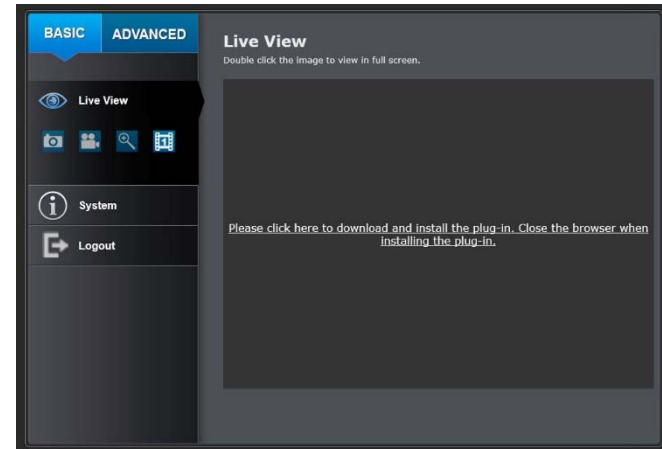 BASIC ADVANCED
Live View
Double click the image to view in full screen.
Live View
1
System
Logout
Please click here to download and install the plug-in. Close the browser when
installing the plug-in.